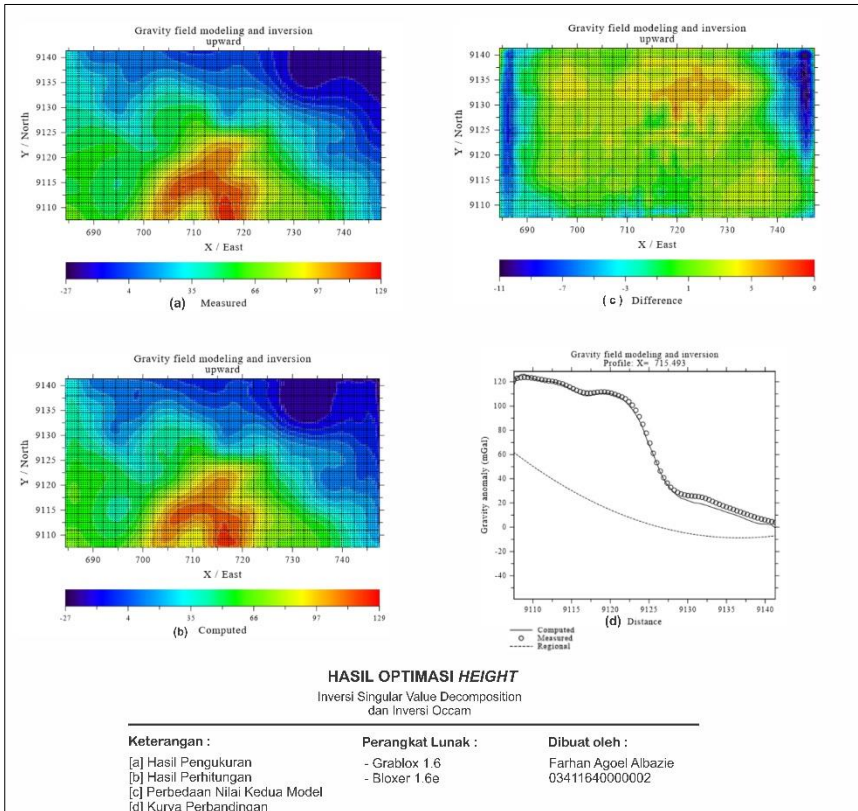 Gravity field modeling and inversion
upward
Y / North
9140
9130
9120
9115
9110
690 700 710 720 730 740
X / East
-27 4 35 66 97 129
(a) Measured
Gravity field modeling and inversion
upward
Y / North
9140
9130
9125
9120
9115
9110
690 700 710 720 730 740
X / East
-11 -7 -3 1 5 9
(c) Difference
Gravity field modeling and inversion
upward
Y / North
9140
9130
9125
9120
9115
9110
690 700 710 720 730 740
X / East
-27 4 35 66 97 129
(b) Computed
Gravity field modeling and inversion
Profile: X= 715.493
Gravity anomaly (mGal)
120
100
80
60
40
20
0
-20
-40
9110 9115 9120 9125 9130 9135 9140
(d) Distance
Computed
Measured
Regional
HASIL OPTIMASI HEIGHT
Inversi Singular Value Decomposition
dan Inversi Occam
Keterangan : Perangkat Lunak : Dibuat oleh :
[a] Hasil Pengukuran - Grablox 1.6 Farhan Agoel Albazie
[b] Hasil Perhitungan - Bloxer 1.6e 03411640000002
[c] Perbedaan Nilai Kedua Model
[d] Kurva Perbandingan